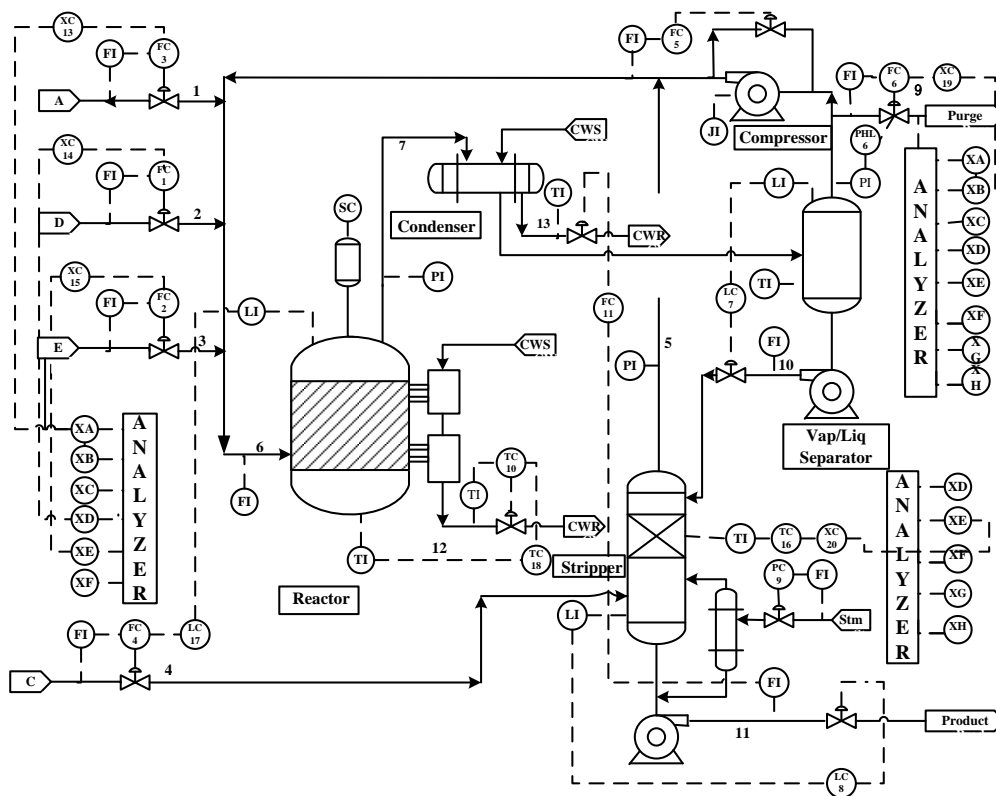 XC
13
FI
FC
3
A
1
XC
14
FI
FC
1
D
2
XC
15
FI
FC
2
E
3
LI
SC
7
CWS
Condenser
TI
13
CWR
PI
FI
FC
5
JI
Compressor
FI
FC
6
XC
19
9
Purge
PHL
6
PI
LI
LC
7
TI
FI
10
Vap/Liq
Separator
A
N
A
L
Y
Z
E
R
XA
XB
XC
XD
XE
XF
X
G
X
H
FC
11
5
PI
CWS
6
FI
TI
TC
10
CWR
12
TI
TC
18
Reactor
Stripper
XA
XB
XC
XD
XE
XF
A
N
A
L
Y
Z
E
R
TI
TC
16
XC
20
PC
9
FI
Stm
LI
A
N
A
L
Y
Z
E
R
XD
XE
XF
XG
XH
FI
FC
4
LC
17
C
4
FI
11
Product
LC
8